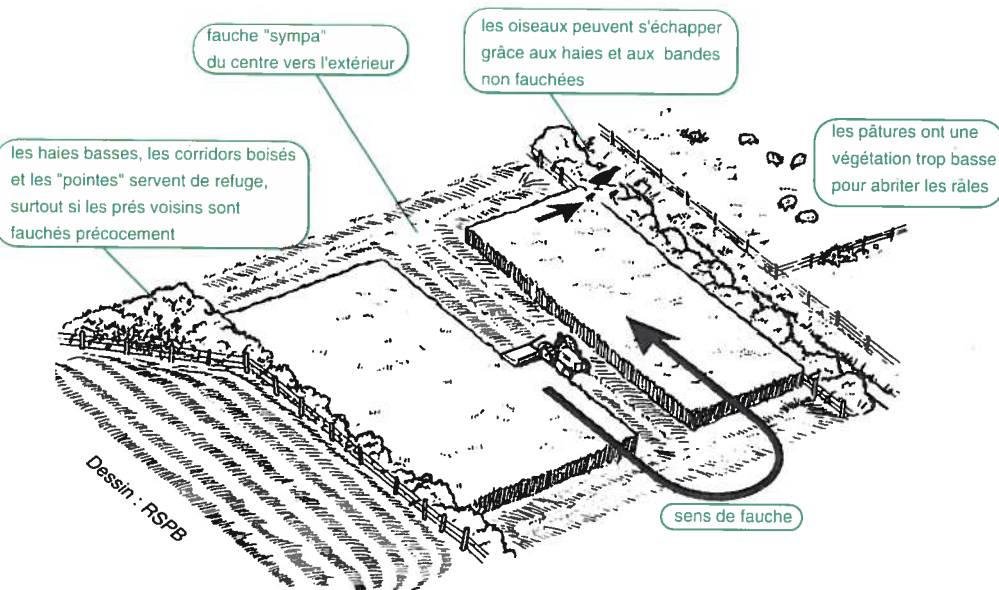 fauche "sympa"
du centre vers l'extérieur
les oiseaux peuvent s'échapper
grâce aux haies et aux bandes
non fauchées
les haies basses, les corridors boisés
et les "pointes" servent de refuge,
surtout si les prés voisins sont
fauchés précocement
les pâtures ont une
végétation trop basse
pour abriter les râles
sens de fauche
Dessin : RSPB